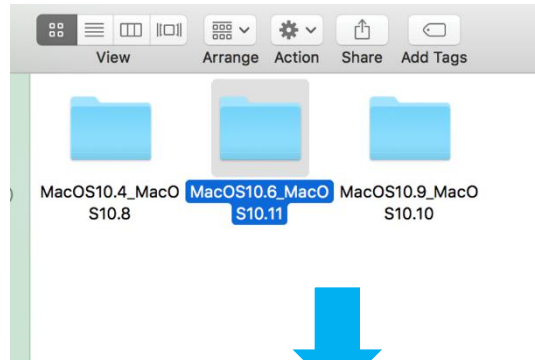 View Arrange Action Share Add Tags
MacOS10.4_MacO MacOS10.6_MacO MacOS10.9_MacO
S10.8 S10.11 S10.10